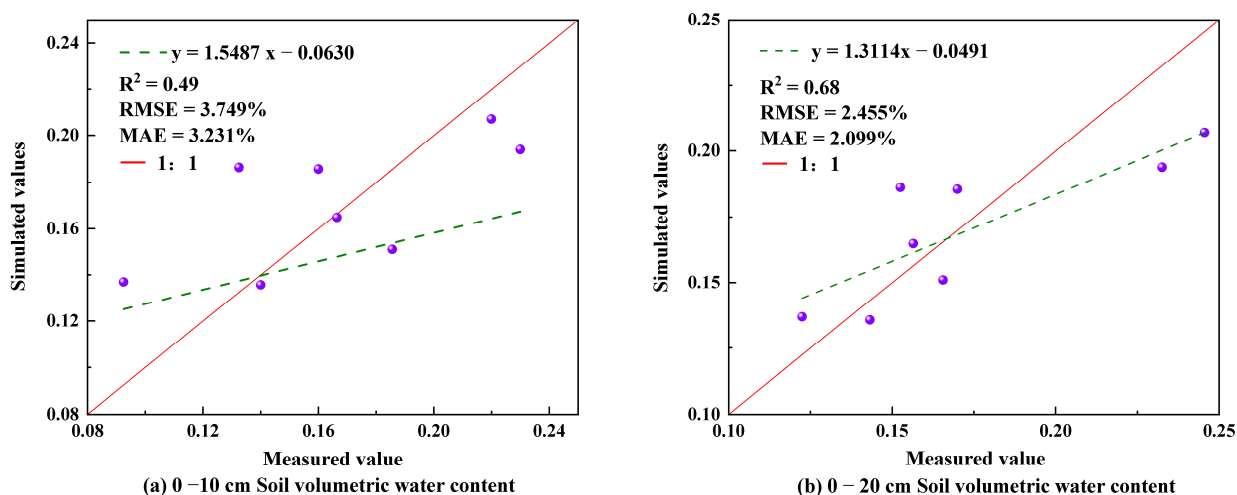 0.24
0.20
0.16
0.12
0.08
Simulated values
y = 1.5487 x − 0.0630
R² = 0.49
RMSE = 3.749%
MAE = 3.231%
1：1
0.08
0.12
0.16
0.20
0.24
Measured value
(a) 0 −10 cm Soil volumetric water content
0.25
0.20
0.15
0.10
Simulated values
y = 1.3114x − 0.0491
R² = 0.68
RMSE = 2.455%
MAE = 2.099%
1：1
0.10
0.15
0.20
0.25
Measured value
(b) 0 − 20 cm Soil volumetric water content